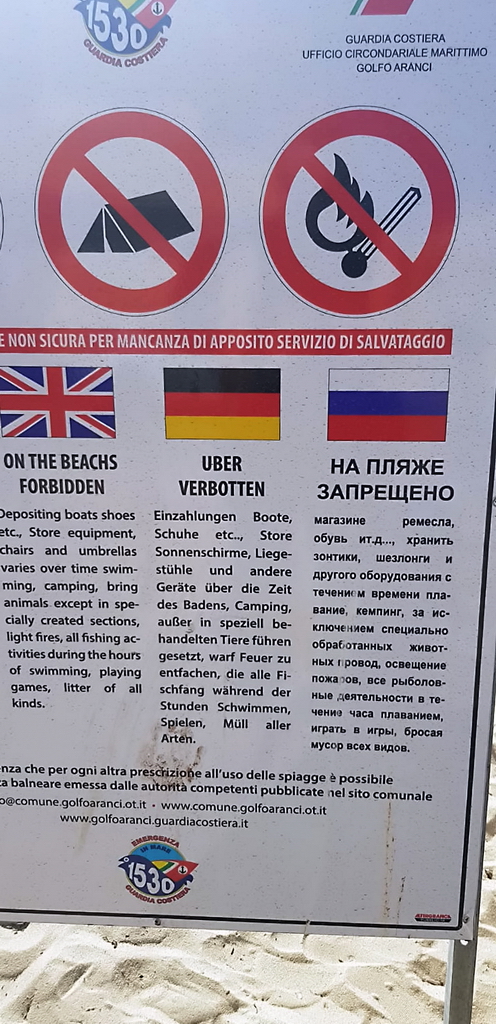 1530
GUARDIA COSTIERA
GUARDIA COSTIERA
UFFICIO CIRCONDARIALE MARITTIMO
GOLFO ARANCI
E NON SICURA PER MANCANZA DI APPOSITO SERVIZIO DI SALVATAGGIO
ON THE BEACHS
FORBIDDEN
Depositing boats shoes
etc., Store equipment,
chairs and umbrellas
varies over time swim-
ming, camping, bring
animals except in spe-
cially created sections,
light fires, all fishing ac-
tivities during the hours
of swimming, playing
games, litter of all
kinds.
UBER
VERBOTTEN
Einzahlungen Boote,
Schuhe etc.., Store
Sonnenschirme, Liege-
stühle und andere
Geräte über die Zeit
des Badens, Camping,
außer in speziell be-
handelten Tiere führen
gesetzt, warf Feuer zu
entfachen, die alle Fi-
schfang während der
Stunden Schwimmen,
Spielen, Müll aller
Arten.
НА ПЛЯЖЕ
ЗАПРЕЩЕНО
магазине ремесла,
обувь ит.д..., хранить
зонтики, шезлонги и
другого оборудования с
течением времени пла-
вание, кемпинг, за ис-
ключением специально
обработанных живот-
ных провод, освещение
пожаров, все рыболов-
ные деятельности в те-
чение часа плаванием,
играть в игры, бросая
мусор всех видов.
nza che per ogni altra prescrizione all'uso delle spiagge è possibile
a balneare emessa dalle autorità competenti pubblicate nel sito comunale
o@comune.golfoaranci.ot.it · www.comune.golfoaranci.ot.it
www.golfoaranci.guardiacostiera.it
EMERGENZA
IN MARE
1530
GUARDIA COSTIERA